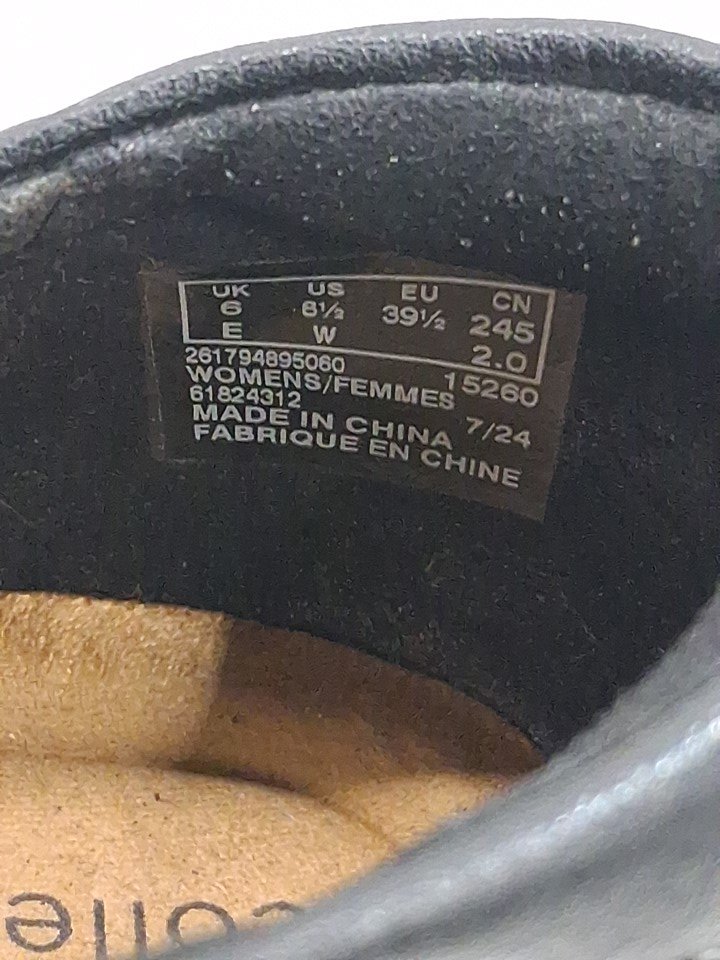 UK US EU CN
6 8½ 39½ 245
E W 2.0
261794895060 15260
WOMENS/FEMMES
61824312 7/24
MADE IN CHINA
FABRIQUE EN CHINE
colle